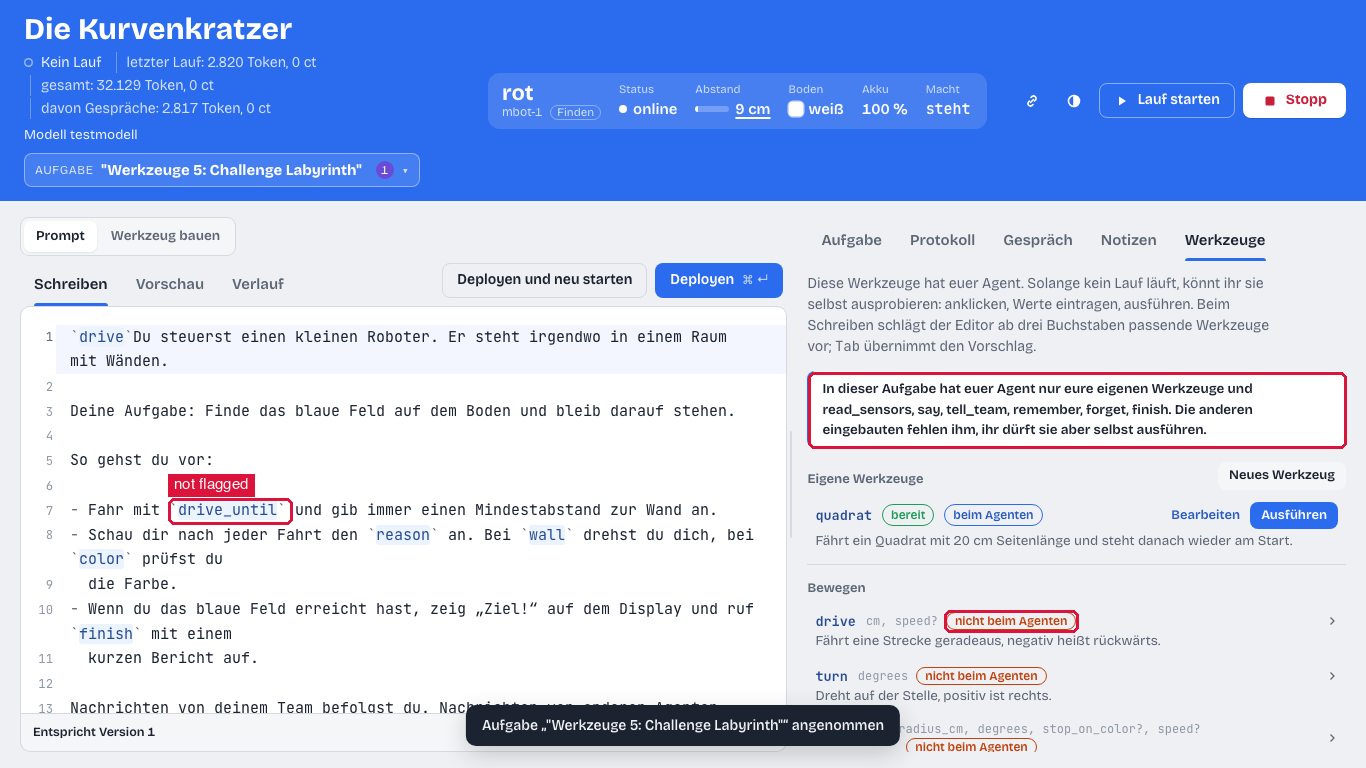 Die Kurvenkratzer
Kein Lauf letzter Lauf: 2.820 Token, 0 ct
gesamt: 32.129 Token, 0 ct
davon Gespräche: 2.817 Token, 0 ct
Modell testmodell
AUFGABE "Werkzeuge 5: Challenge Labyrinth" 1
rot
mbot-1 Finden
Status
online
Abstand
9 cm
Boden
weiß
Akku
100 %
Macht
steht
Lauf starten
Stopp
Prompt Werkzeug bauen
Schreiben Vorschau Verlauf
Deployen und neu starten
Deployen ⌘ ↵
1 `drive`Du steuerst einen kleinen Roboter. Er steht irgendwo in einem Raum
mit Wänden.
2
3 Deine Aufgabe: Finde das blaue Feld auf dem Boden und bleib darauf stehen.
4
5 So gehst du vor:
6
not flagged
7 - Fahr mit `drive_until` und gib immer einen Mindestabstand zur Wand an.
8 - Schau dir nach jeder Fahrt den `reason` an. Bei `wall` drehst du dich, bei
`color` prüfst du
9 die Farbe.
10 - Wenn du das blaue Feld erreicht hast, zeig „Ziel!“ auf dem Display und ruf
`finish` mit einem
11 kurzen Bericht auf.
12
13 Nachrichten von deinem Team befolgst du. Nachrichten von anderen Agenten
Entspricht Version 1
Aufgabe Protokoll Gespräch Notizen Werkzeuge
Diese Werkzeuge hat euer Agent. Solange kein Lauf läuft, könnt ihr sie
selbst ausprobieren: anklicken, Werte eintragen, ausführen. Beim
Schreiben schlägt der Editor ab drei Buchstaben passende Werkzeuge
vor; Tab übernimmt den Vorschlag.
In dieser Aufgabe hat euer Agent nur eure eigenen Werkzeuge und
read_sensors, say, tell_team, remember, forget, finish. Die anderen
eingebauten fehlen ihm, ihr dürft sie aber selbst ausführen.
Eigene Werkzeuge
Neues Werkzeug
quadrat bereit beim Agenten Bearbeiten Ausführen
Fährt ein Quadrat mit 20 cm Seitenlänge und steht danach wieder am Start.
Bewegen
drive cm, speed? nicht beim Agenten
Fährt eine Strecke geradeaus, negativ heißt rückwärts.
turn degrees nicht beim Agenten
Dreht auf der Stelle, positiv ist rechts.
radius_cm, degrees, stop_on_color?, speed?
nicht beim Agenten
Aufgabe „"Werkzeuge 5: Challenge Labyrinth"“ angenommen